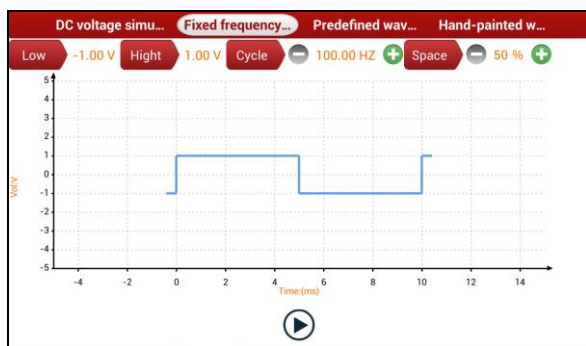 DC voltage simu... Fixed frequency... Predefined wav... Hand-painted w...
Low -1.00 V Hight 1.00 V Cycle 100.00 HZ Space 50 %
5
4
3
2
1
0
-1
-2
-3
-4
-5
Vol:V
-4 -2 0 2 4 6 8 10 12 14
Time:(ms)